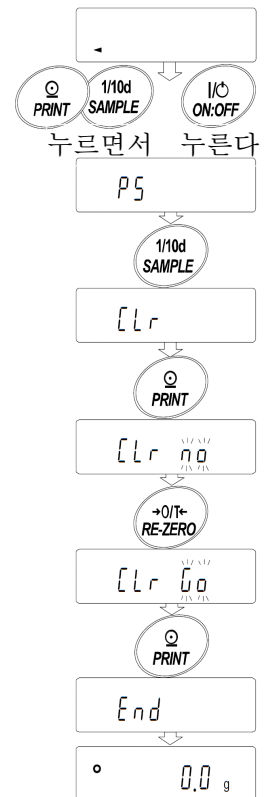 1/10d I/⏻
PRINT SAMPLE ON:OFF
누르면서 누른다
PS
1/10d
SAMPLE
CLr
PRINT
CLr no
→0/T←
RE-ZERO
CLr Go
PRINT
End
0.0 g